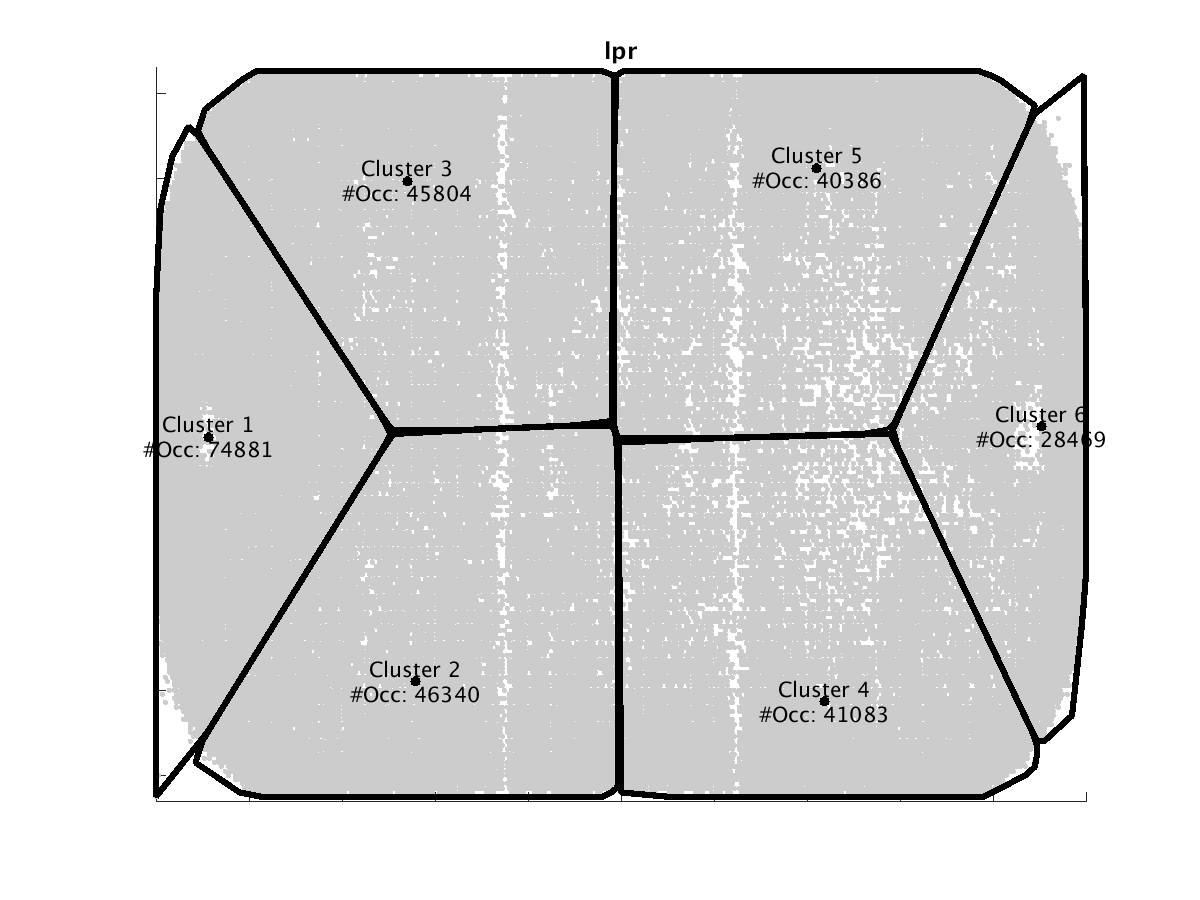 lpr
Cluster 3
#Occ: 45804
Cluster 5
#Occ: 40386
Cluster 1
#Occ: 74881
Cluster 6
#Occ: 28469
Cluster 2
#Occ: 46340
Cluster 4
#Occ: 41083